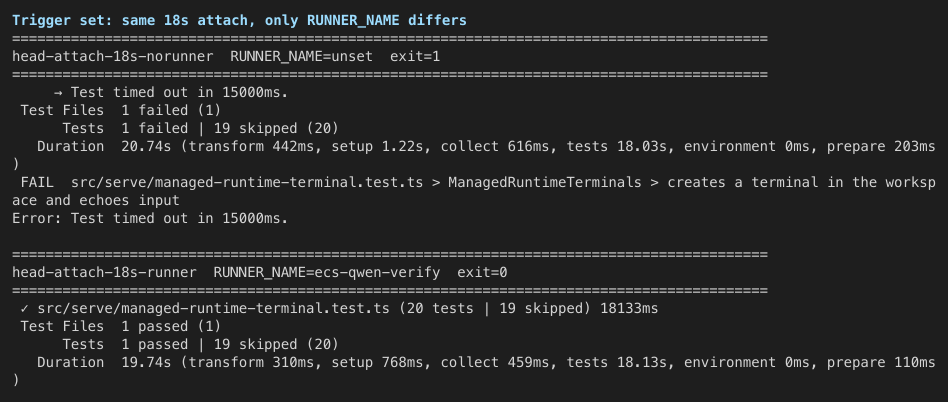 Trigger set: same 18s attach, only RUNNER_NAME differs
==========================================================================================
head-attach-18s-norunner  RUNNER_NAME=unset  exit=1
==========================================================================================
     → Test timed out in 15000ms.
 Test Files  1 failed (1)
      Tests  1 failed | 19 skipped (20)
   Duration  20.74s (transform 442ms, setup 1.22s, collect 616ms, tests 18.03s, environment 0ms, prepare 203ms
)
 FAIL  src/serve/managed-runtime-terminal.test.ts > ManagedRuntimeTerminals > creates a terminal in the worksp
ace and echoes input
Error: Test timed out in 15000ms.

==========================================================================================
head-attach-18s-runner  RUNNER_NAME=ecs-qwen-verify  exit=0
==========================================================================================
 ✓ src/serve/managed-runtime-terminal.test.ts (20 tests | 19 skipped) 18133ms
 Test Files  1 passed (1)
      Tests  1 passed | 19 skipped (20)
   Duration  19.74s (transform 310ms, setup 768ms, collect 459ms, tests 18.13s, environment 0ms, prepare 110ms
)